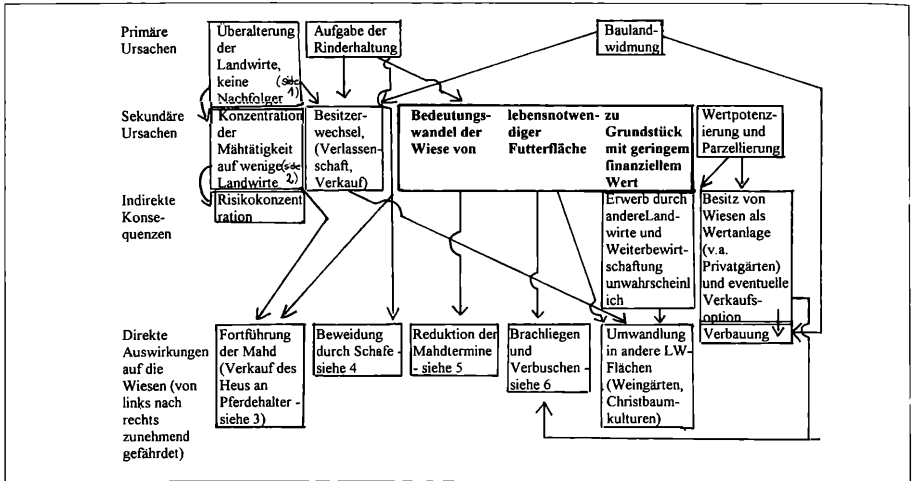 Primäre
Ursachen
Überalterung
der
Landwirte,
keine (siehe
Nachfolger 1)
Aufgabe der
Rinderhaltung
Bauland-
widmung
Sekundäre
Ursachen
Konzentration
der
Mähtätigkeit
auf wenige (siehe
Landwirte 2)
Besitzer-
wechsel,
(Verlassen-
schaft,
Verkauf)
Bedeutungs- lebensnotwen- zu
wandel der diger Grundstück
Wiese von Futterfläche mit geringem
finanziellem
Wert
Wertpotenz-
ierung und
Parzellierung
Indirekte
Konse-
quenzen
Risikokonzent
ration
Erwerb durch
andereLand-
wirte und
Weiterbewirt-
schaftung
unwahrscheinl
ich
Besitz von
Wiesen als
Wertanlage
(v.a.
Privatgärten)
und eventuelle
Verkaufs-
option
Direkte
Auswirkungen
auf die
Wiesen (von
links nach
rechts
zunehmend
gefährdet)
Fortführung
der Mahd
(Verkauf des
Heus an
Pferdehalter -
siehe 3)
Beweidung
durch Schafe -
siehe 4
Reduktion der
Mahdtermine
- siehe 5
Brachliegen
und
Verbuschen -
siehe 6
Umwandlung
in andere LW-
Flächen
(Weingärten,
Christbaum-
kulturen)
Verbauung